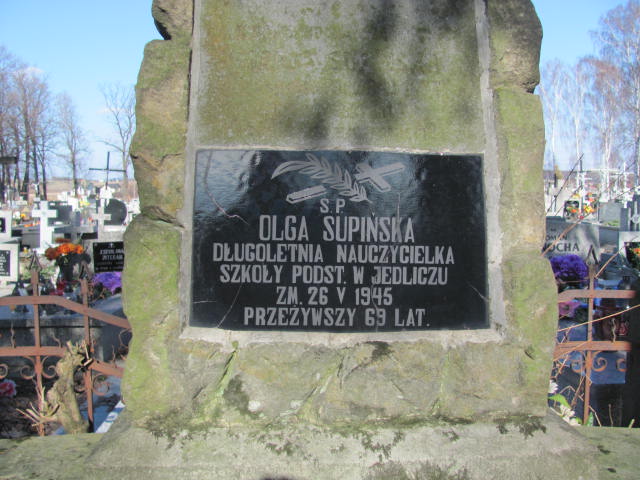 Ś. P.
OLGA SUPIŃSKA
DŁUGOLETNIA NAUCZYCIELKA
SZKOŁY PODST. W JEDLICZU
ZM. 26 V 1945
PRZEŻYWSZY 69 LAT.